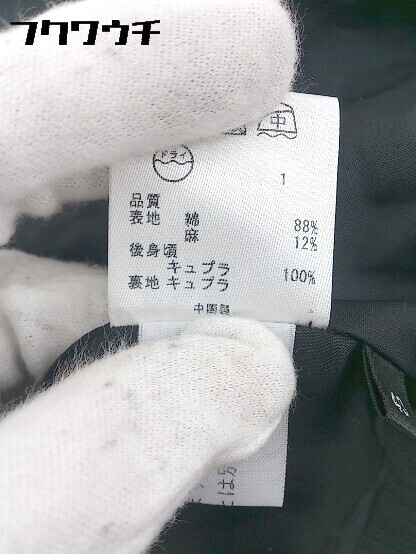 フクワウチ
中
ドライ
1
品質
表地 綿 88%
麻 12%
後身頃
キュプラ 100%
裏地 キュプラ
中国製